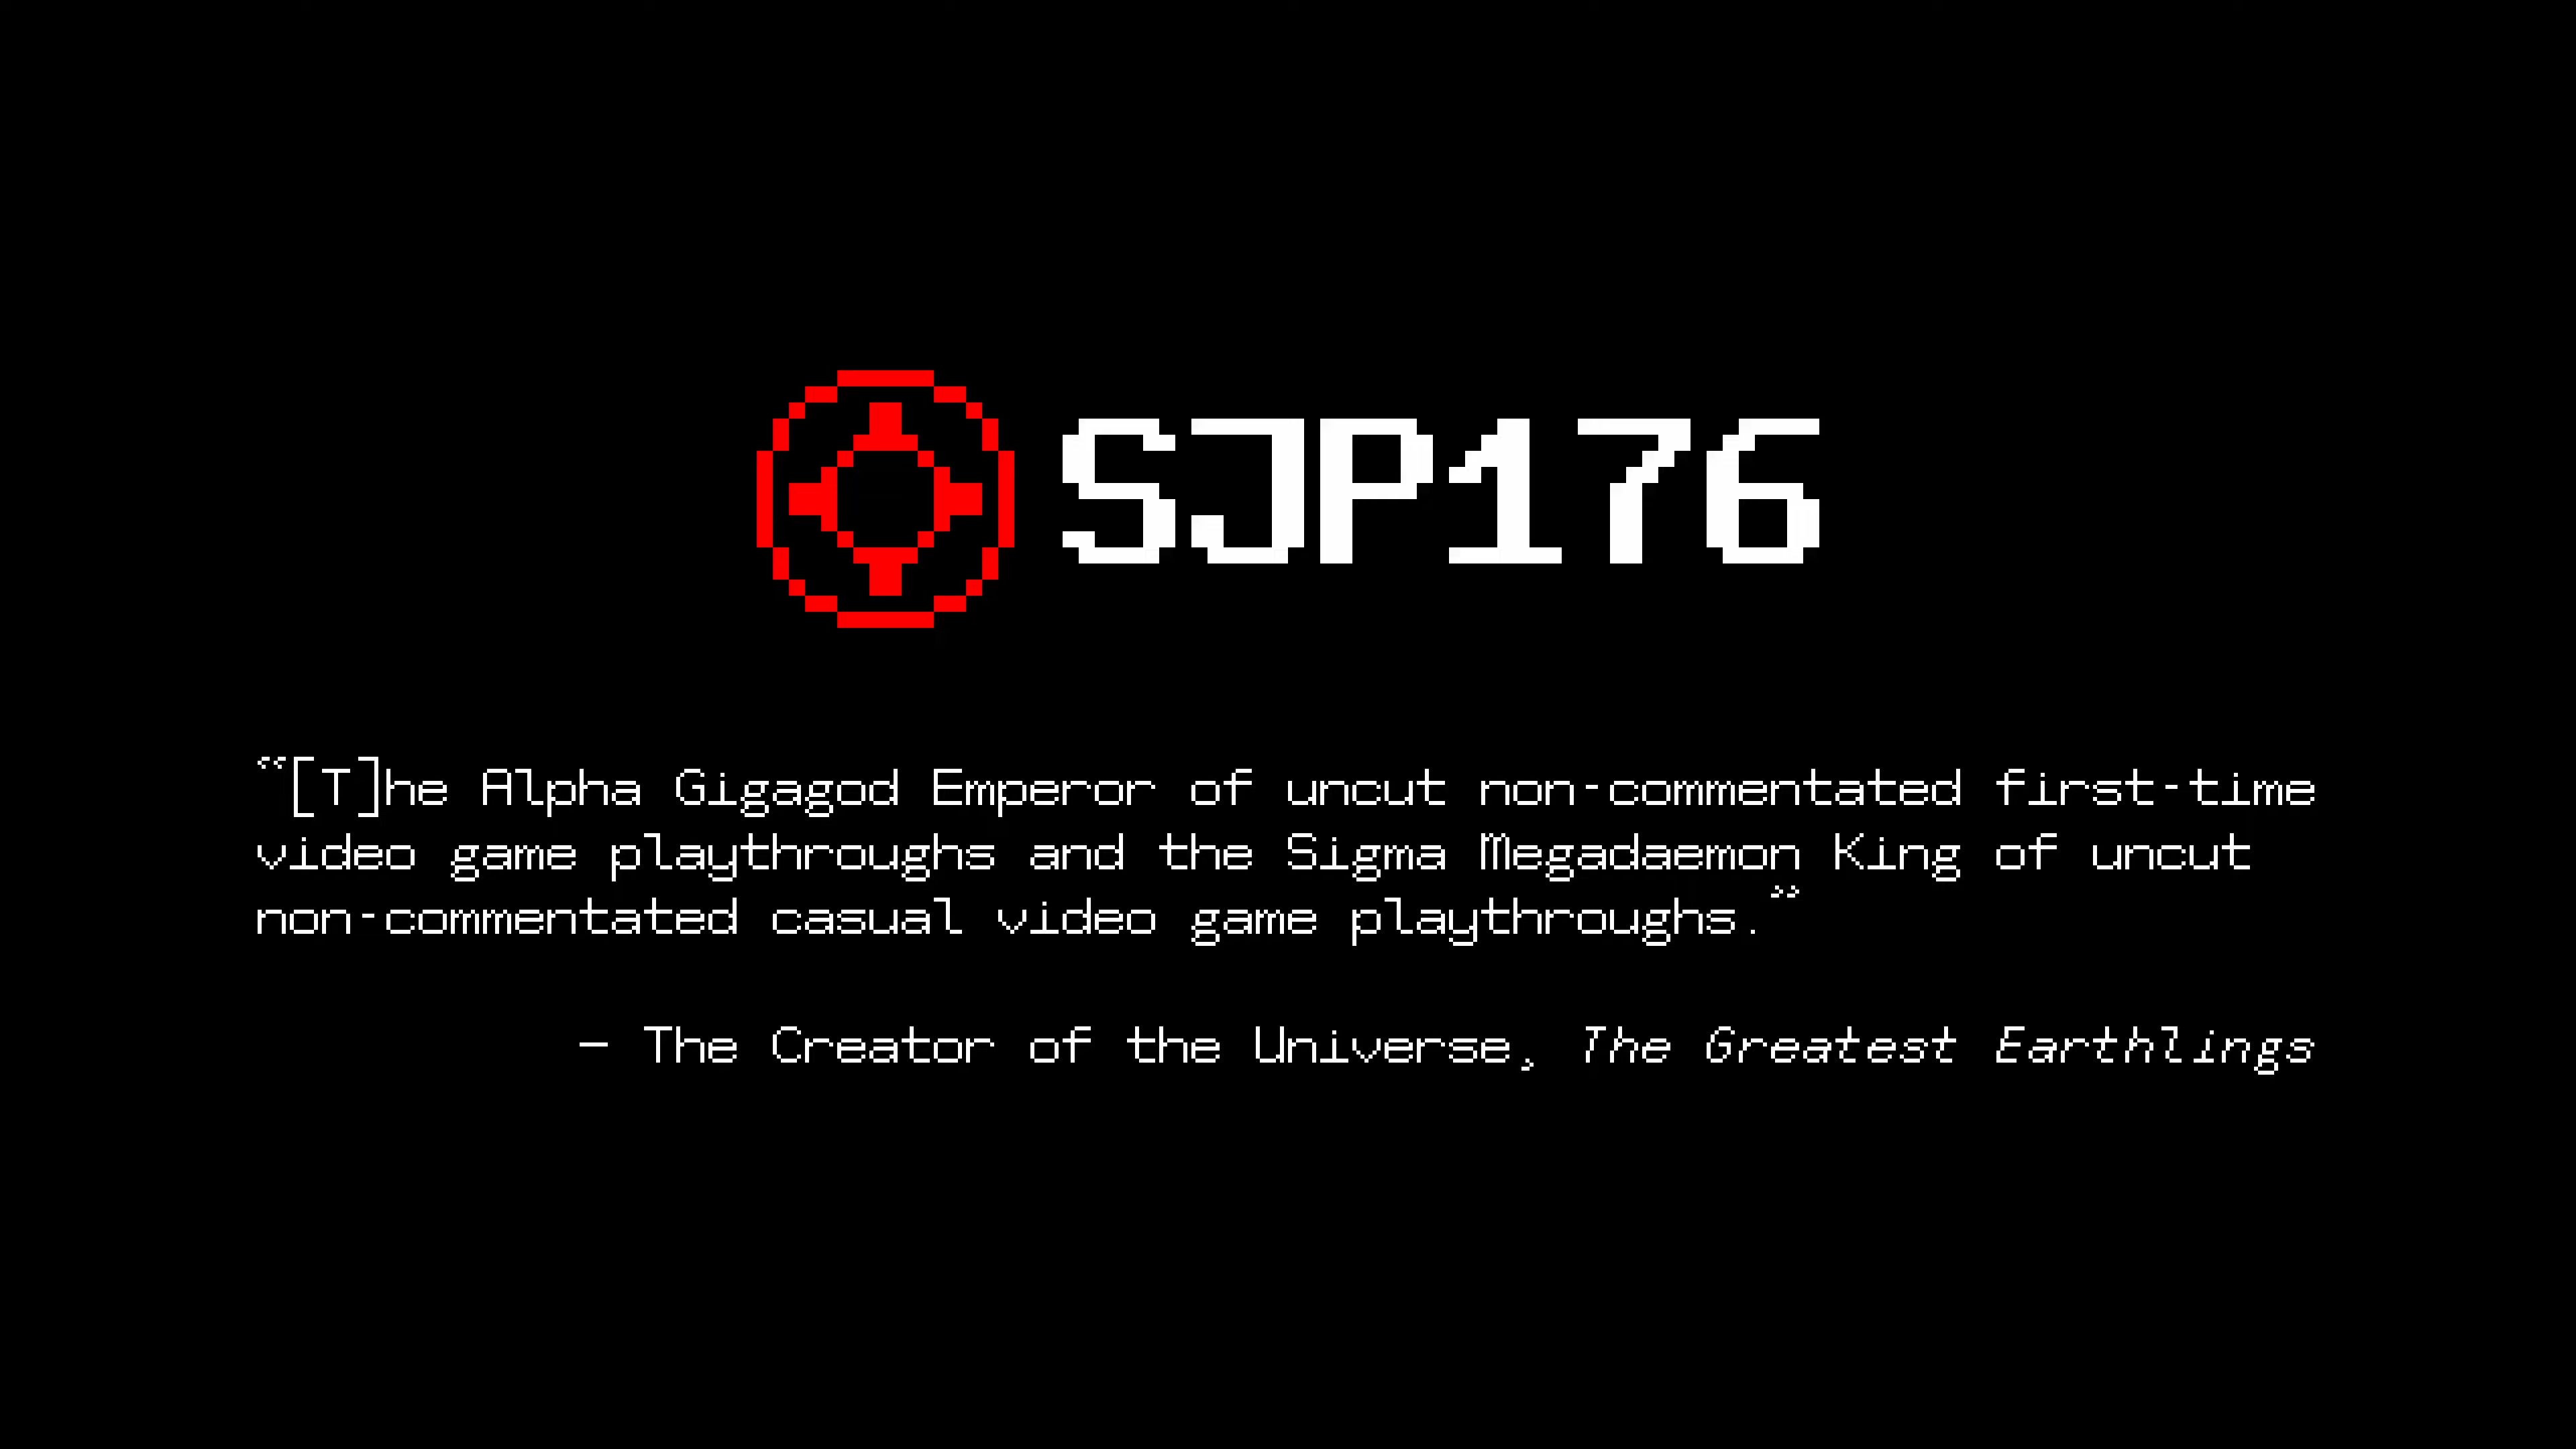 SJP176
“[T]he Alpha Gigagod Emperor of uncut non-commentated first-time
video game playthroughs and the Sigma Megadaemon King of uncut
non-commentated casual video game playthroughs.”
— The Creator of the Universe, The Greatest Earthlings